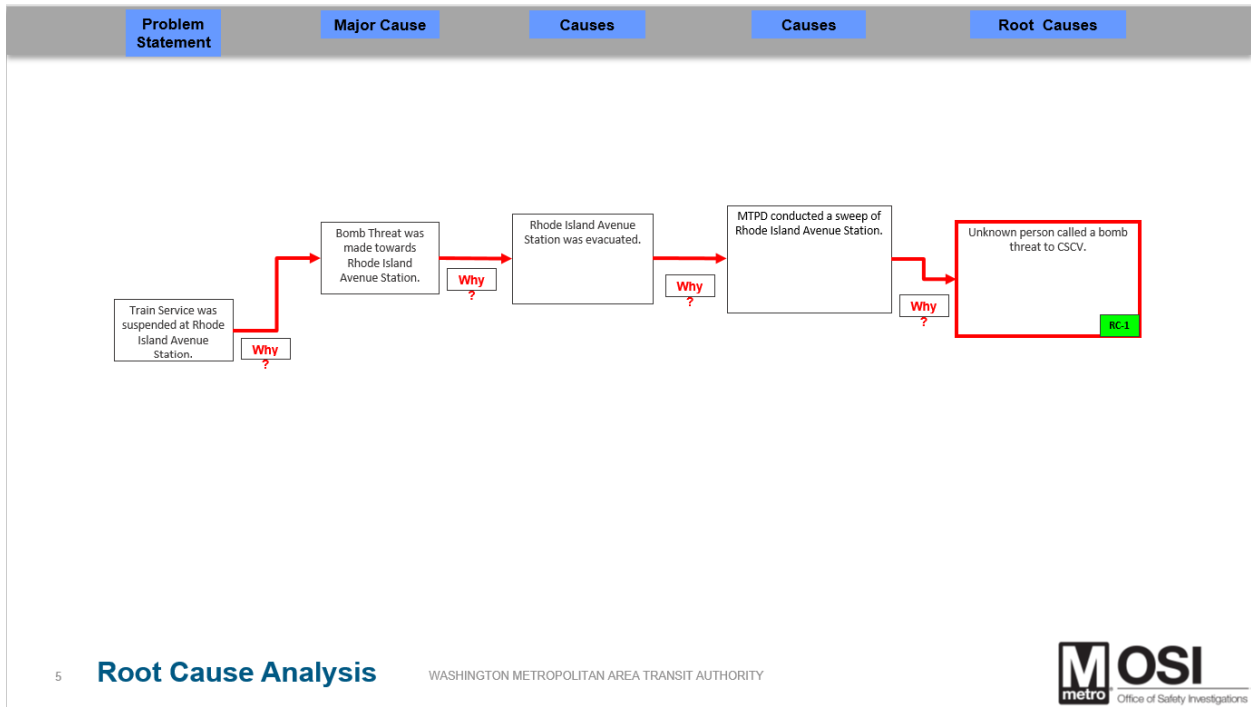 Problem
Statement
Major Cause
Causes
Causes
Root Causes
Train Service was
suspended at Rhode
Island Avenue
Station.
Why
?
Bomb Threat was
made towards
Rhode Island
Avenue Station.
Why
?
Rhode Island Avenue
Station was evacuated.
Why
?
MTPD conducted a sweep of
Rhode Island Avenue Station.
Why
?
Unknown person called a bomb
threat to CSCV.
RC-1
5
Root Cause Analysis
WASHINGTON METROPOLITAN AREA TRANSIT AUTHORITY
M
metro
OSI
Office of Safety Investigations